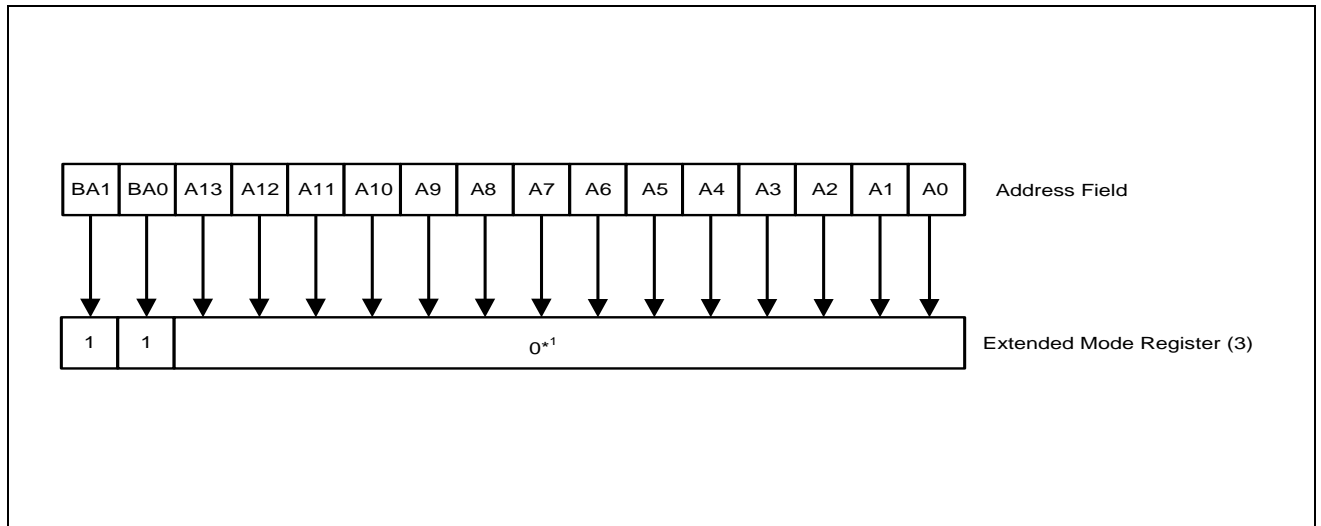 BA1 BA0 A13 A12 A11 A10 A9 A8 A7 A6 A5 A4 A3 A2 A1 A0 Address Field
1 1 0*1 Extended Mode Register (3)